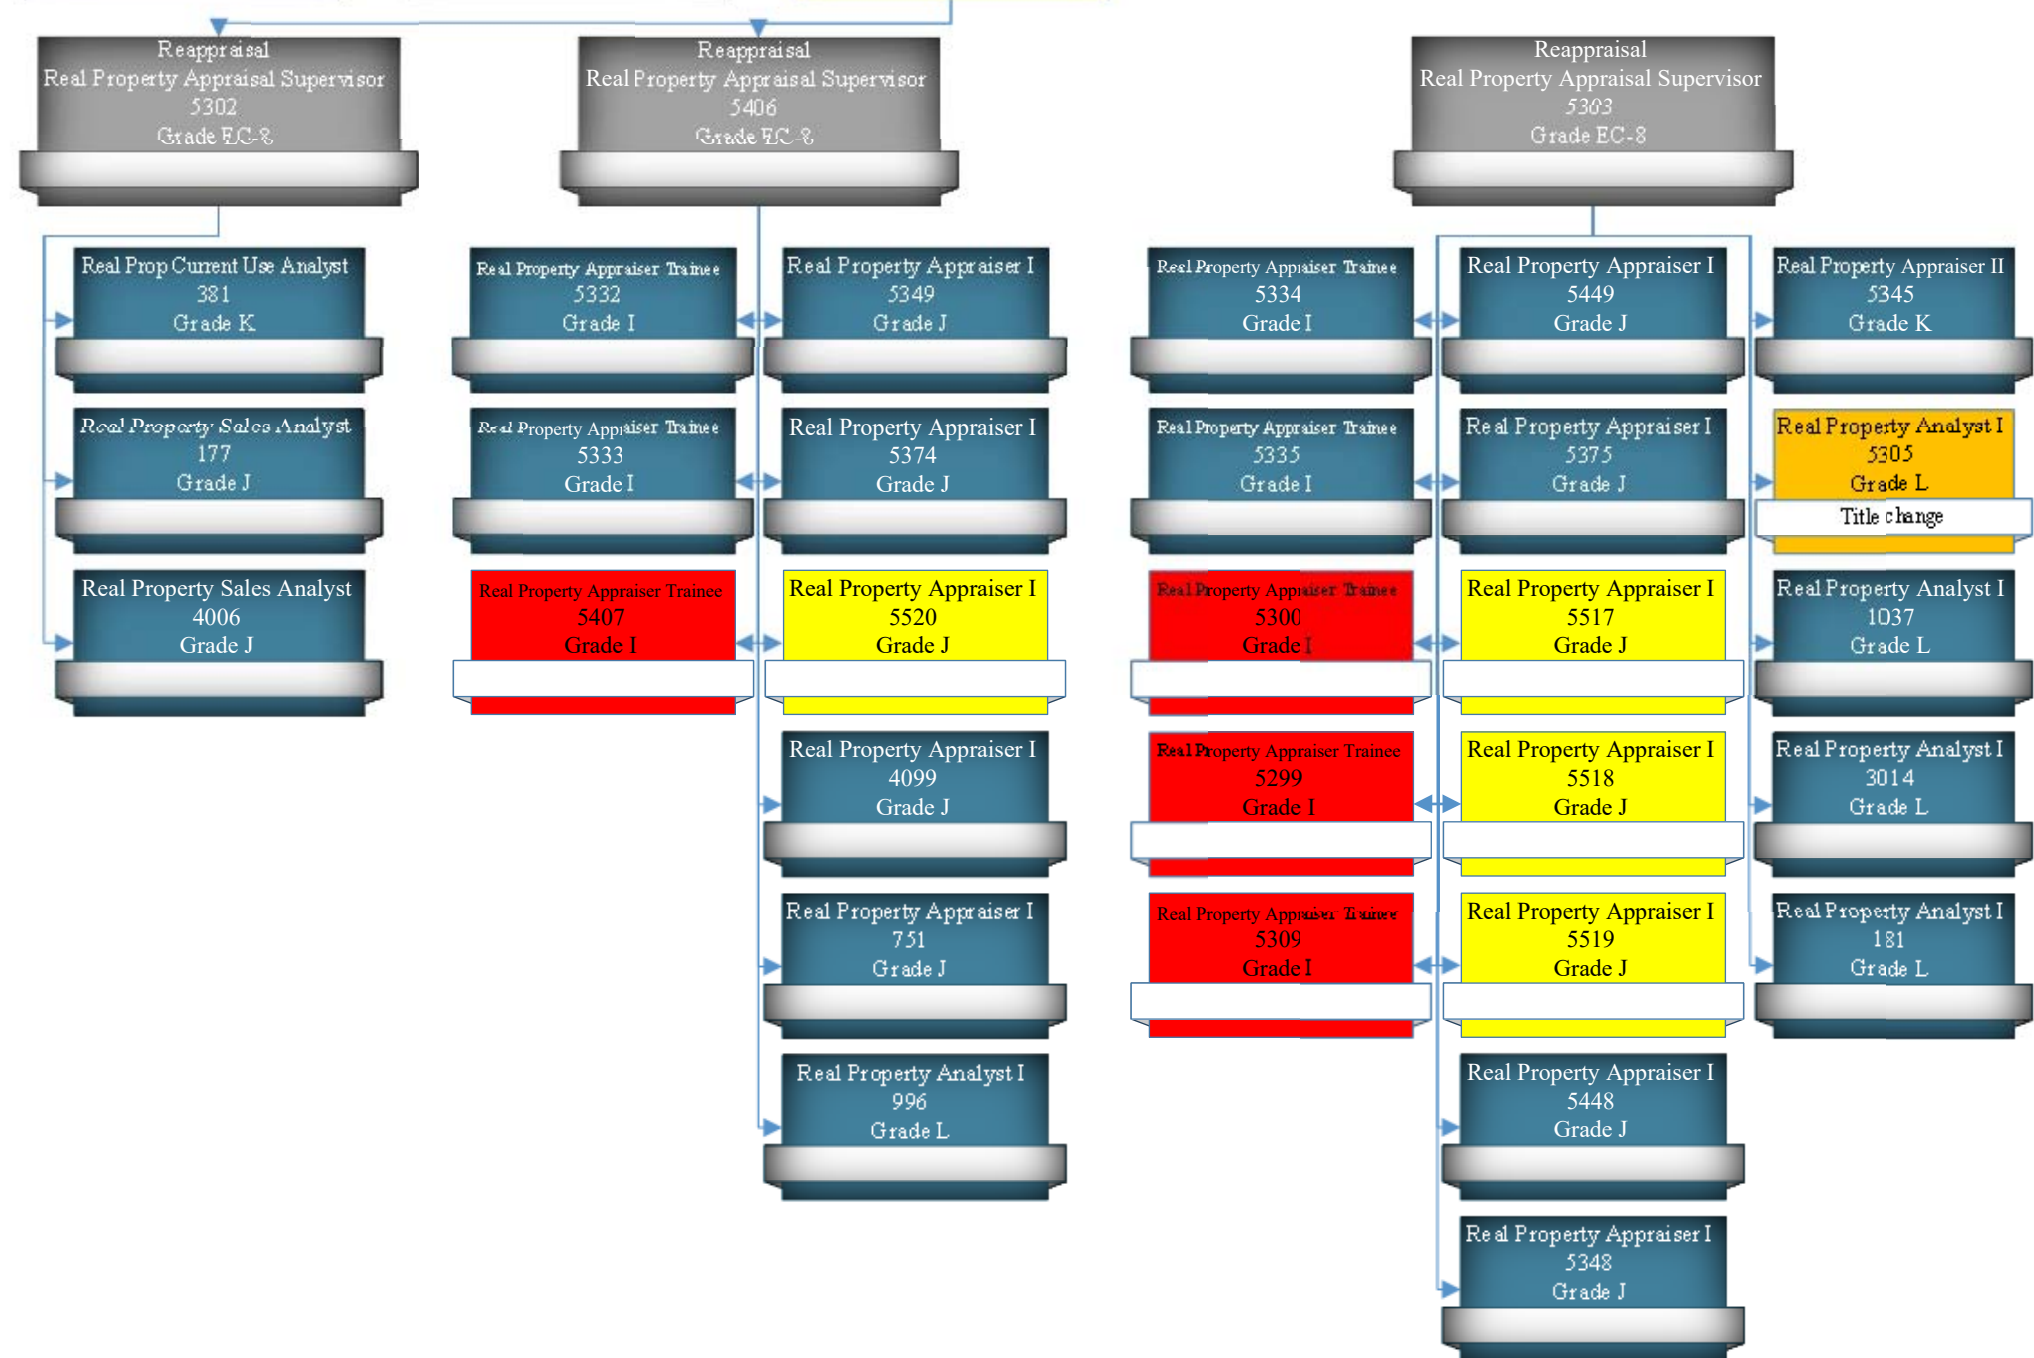 Reappraisal
Real Property Appraisal Supervisor
5302
Grade EC-8
Reappraisal
Real Property Appraisal Supervisor
5406
Grade EC-8
Reappraisal
Real Property Appraisal Supervisor
5303
Grade EC-8
Real Prop Current Use Analyst
381
Grade K
Real Property Sales Analyst
177
Grade J
Real Property Sales Analyst
4006
Grade J
Real Property Appraiser Trainee
5332
Grade I
Real Property Appraiser Trainee
5333
Grade I
Real Property Appraiser Trainee
5407
Grade I
Real Property Appraiser I
5349
Grade J
Real Property Appraiser I
5374
Grade J
Real Property Appraiser I
5520
Grade J
Real Property Appraiser I
4099
Grade J
Real Property Appraiser I
751
Grade J
Real Property Analyst I
996
Grade L
Real Property Appraiser Trainee
5334
Grade I
Real Property Appraiser Trainee
5335
Grade I
Real Property Appraiser Trainee
5300
Grade I
Real Property Appraiser Trainee
5299
Grade I
Real Property Appraiser Trainee
5309
Grade I
Real Property Appraiser I
5449
Grade J
Real Property Appraiser I
5375
Grade J
Real Property Appraiser I
5517
Grade J
Real Property Appraiser I
5518
Grade J
Real Property Appraiser I
5519
Grade J
Real Property Appraiser I
5448
Grade J
Real Property Appraiser I
5348
Grade J
Real Property Appraiser II
5345
Grade K
Real Property Analyst I
5305
Grade L
Title change
Real Property Analyst I
1037
Grade L
Real Property Analyst I
3014
Grade L
Real Property Analyst I
181
Grade L